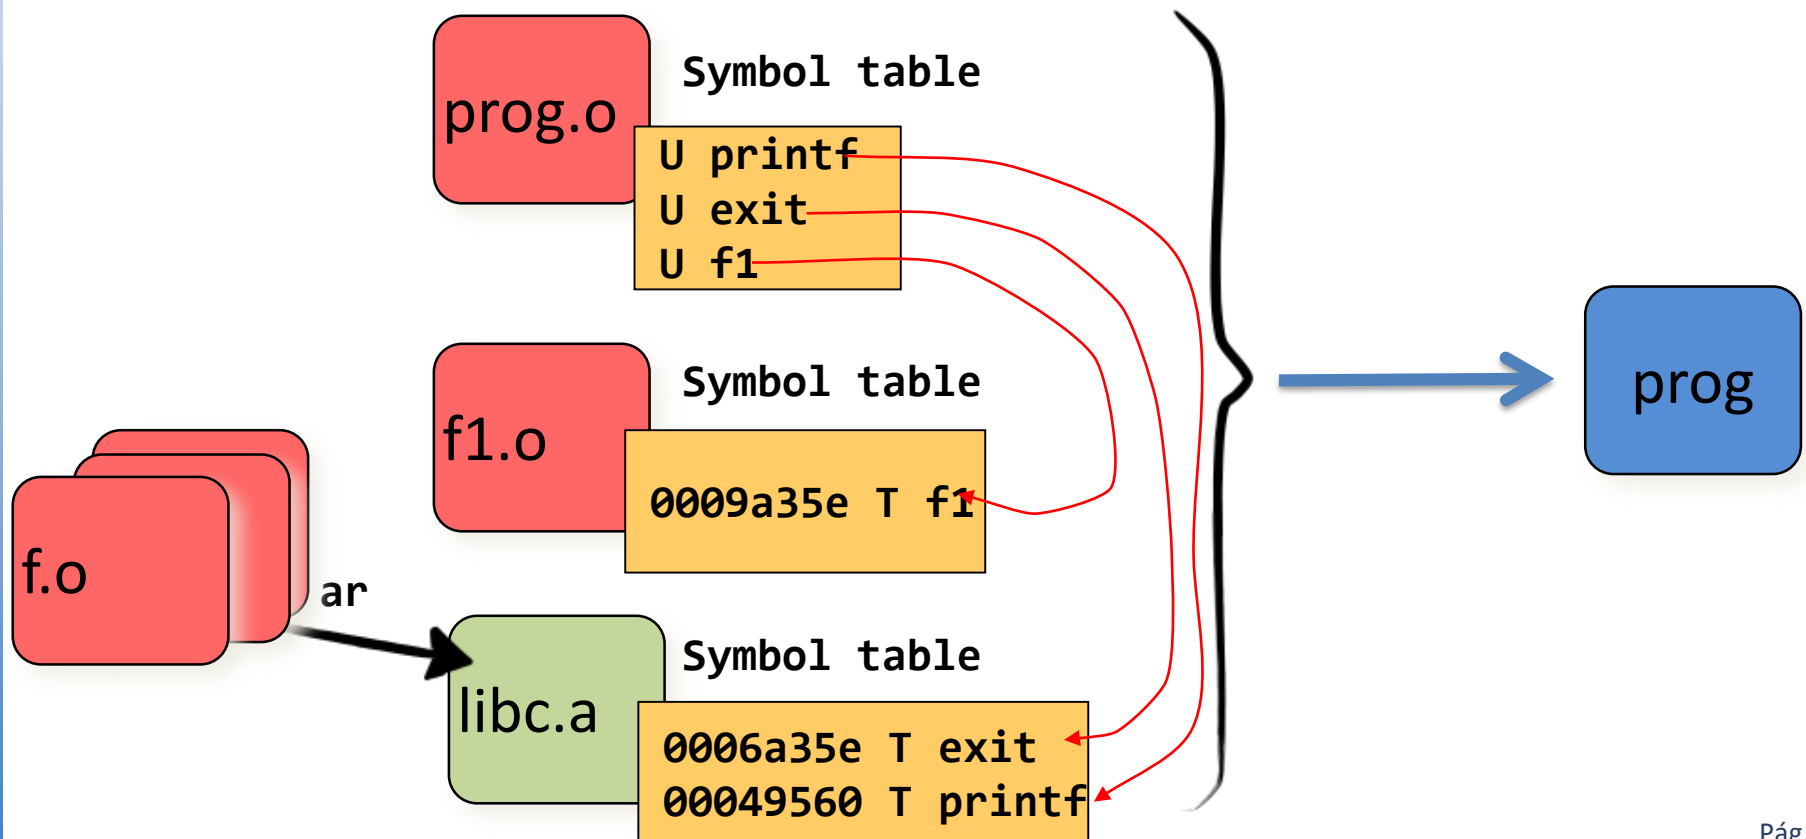 prog.o
Symbol table
U printf
U exit
U f1
f1.o
Symbol table
0009a35e T f1
f.o
ar
libc.a
Symbol table
0006a35e T exit
00049560 T printf
prog
Pág